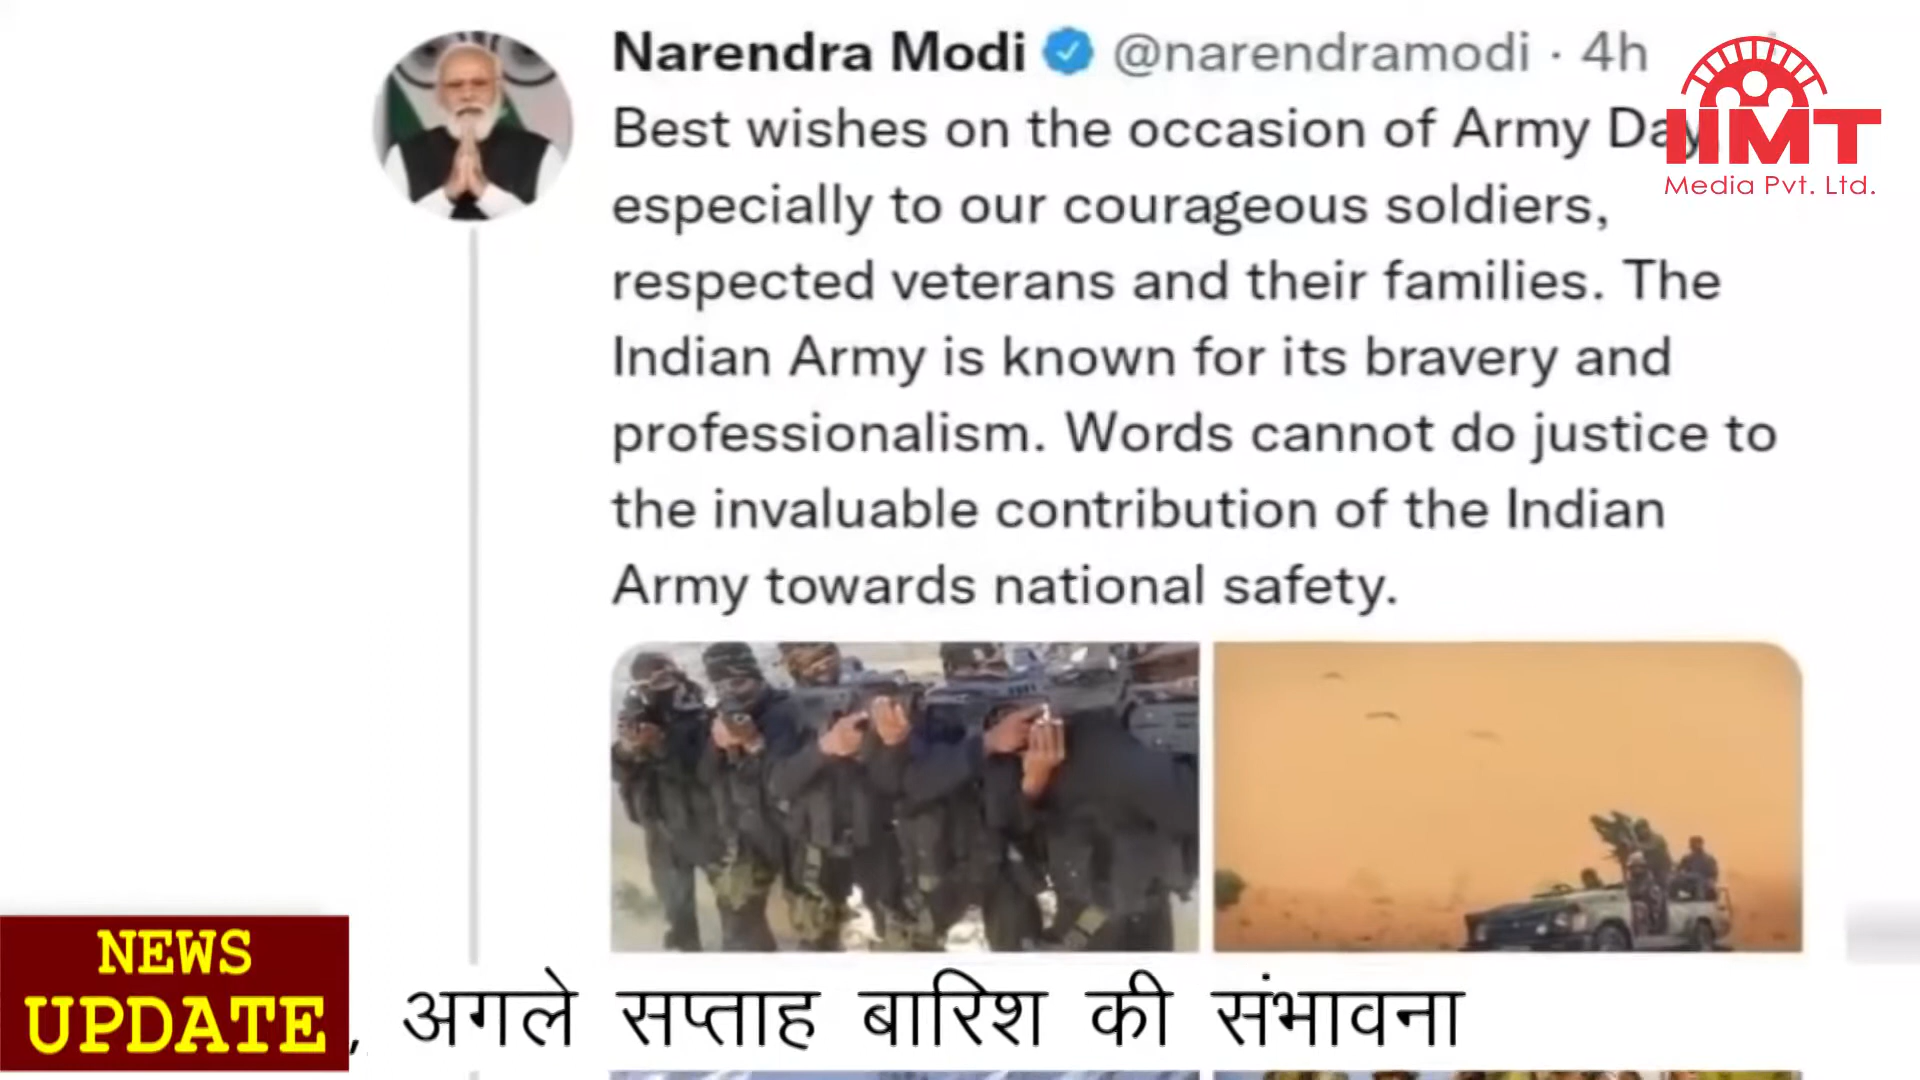 Narendra Modi @narendramodi · 4h
Best wishes on the occasion of Army Day,
especially to our courageous soldiers,
respected veterans and their families. The
Indian Army is known for its bravery and
professionalism. Words cannot do justice to
the invaluable contribution of the Indian
Army towards national safety.
IIMT
Media Pvt. Ltd.
NEWS
UPDATE
, अगले सप्ताह बारिश की संभावना